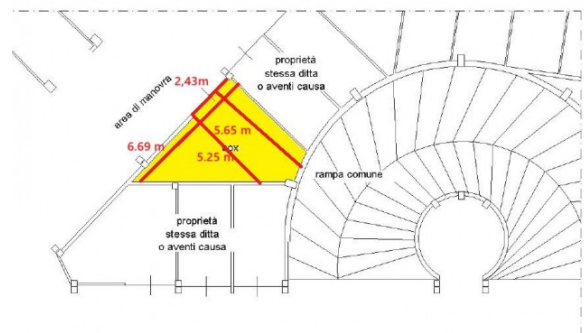 proprietà
stessa ditta
o aventi causa
2,43m
area di manovra
5.65 m
6.69 m
box
5.25 m
rampa comune
proprietà
stessa ditta
o aventi causa